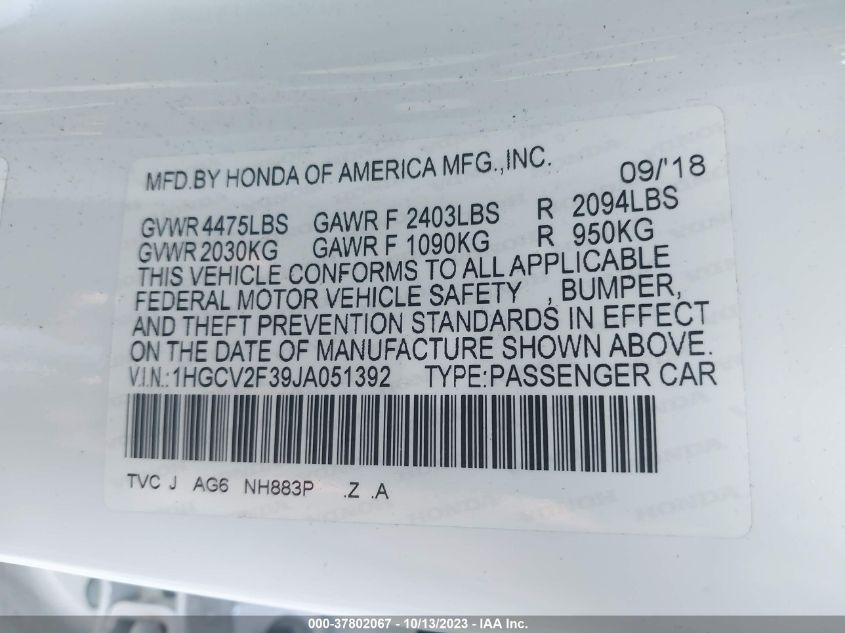 MFD.BY HONDA OF AMERICA MFG.,INC. 09/'18
GVWR 4475LBS GAWR F 2403LBS R 2094LBS
GVWR 2030KG GAWR F 1090KG R 950KG
THIS VEHICLE CONFORMS TO ALL APPLICABLE
FEDERAL MOTOR VEHICLE SAFETY , BUMPER,
AND THEFT PREVENTION STANDARDS IN EFFECT
ON THE DATE OF MANUFACTURE SHOWN ABOVE.
V.I.N.:1HGCV2F39JA051392 TYPE:PASSENGER CAR
TVC J AG6 NH883P .Z .A
000-37802067 - 10/13/2023 - IAA Inc.